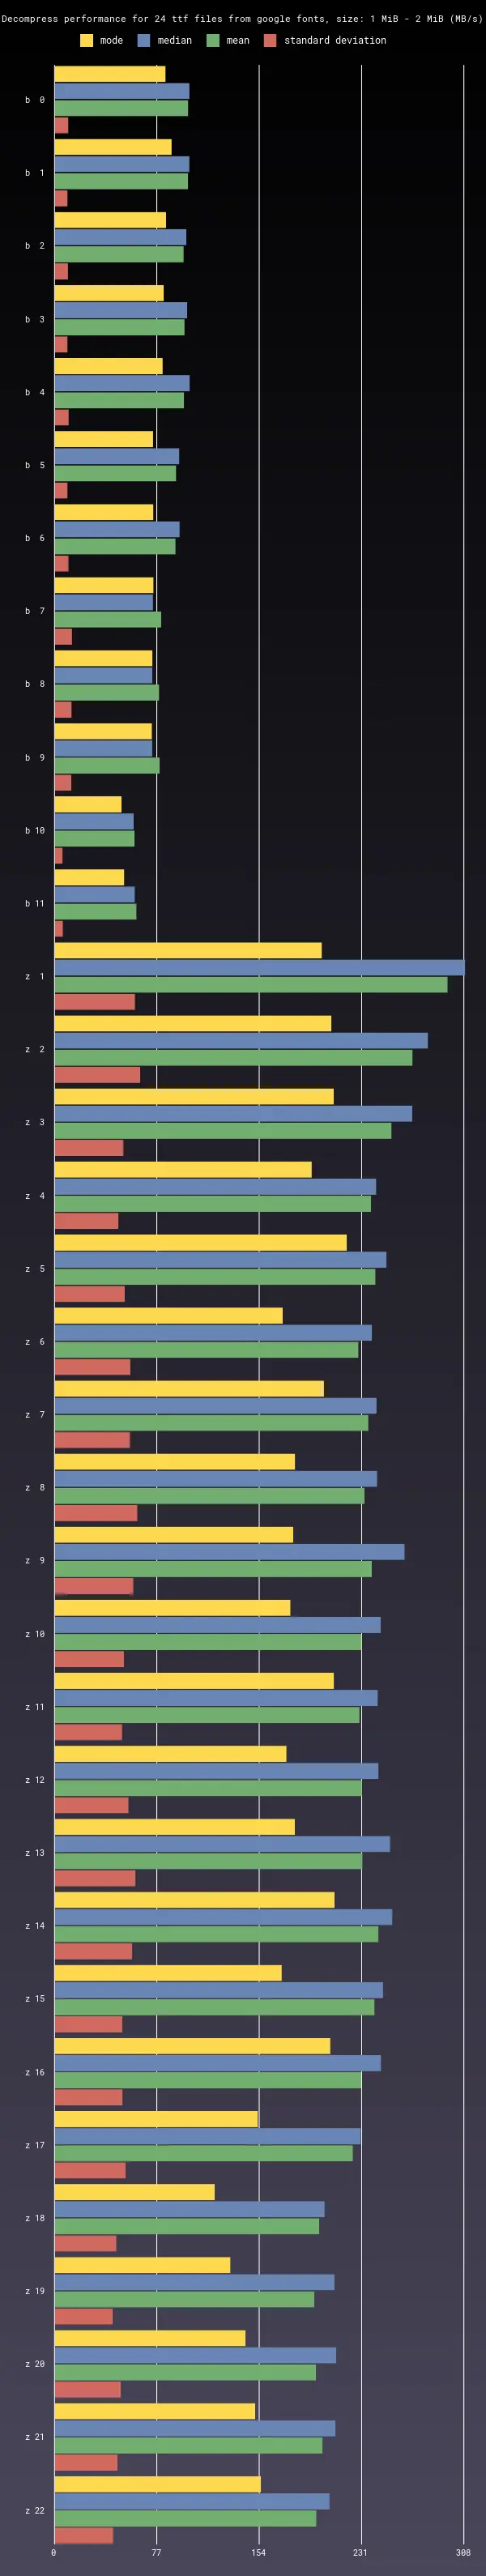 Decompress performance for 24 ttf files from google fonts, size: 1 MiB - 2 MiB (MB/s)
mode median mean standard deviation
b 0
b 1
b 2
b 3
b 4
b 5
b 6
b 7
b 8
b 9
b 10
b 11
z 1
z 2
z 3
z 4
z 5
z 6
z 7
z 8
z 9
z 10
z 11
z 12
z 13
z 14
z 15
z 16
z 17
z 18
z 19
z 20
z 21
z 22
0 77 154 231 308